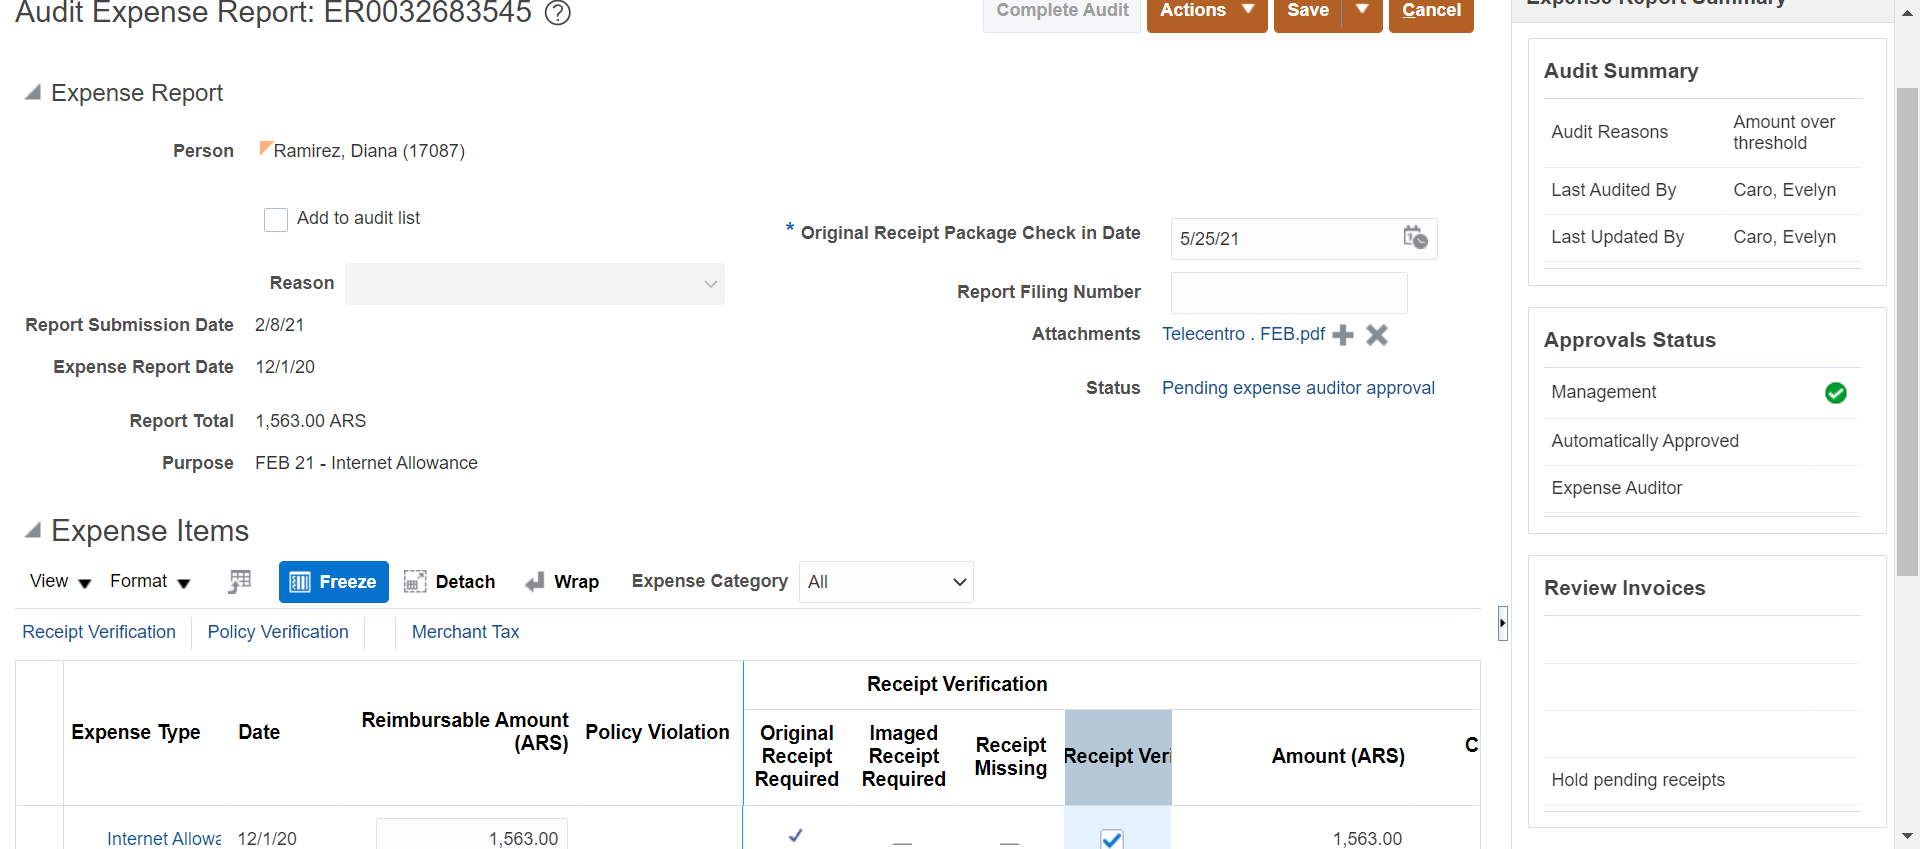 Audit Expense Report: ER0032683545
Complete Audit
Actions
Save
Cancel
Expense Report
Person
Ramirez, Diana (17087)
Add to audit list
Reason
Report Submission Date
2/8/21
Expense Report Date
12/1/20
Report Total
1,563.00 ARS
Purpose
FEB 21 - Internet Allowance
* Original Receipt Package Check in Date
5/25/21
Report Filing Number
Attachments
Telecentro . FEB.pdf
Status
Pending expense auditor approval
Expense Items
View
Format
Freeze
Detach
Wrap
Expense Category
All
Receipt Verification
Policy Verification
Merchant Tax
Expense Type
Date
Reimbursable Amount
(ARS)
Policy Violation
Receipt Verification
Original
Receipt
Required
Imaged
Receipt
Required
Receipt
Missing
Receipt Veri
Amount (ARS)
C
Internet Allowa
12/1/20
1,563.00
1,563.00
Expense Report Summary
Audit Summary
Audit Reasons
Amount over
threshold
Last Audited By
Caro, Evelyn
Last Updated By
Caro, Evelyn
Approvals Status
Management
Automatically Approved
Expense Auditor
Review Invoices
Hold pending receipts